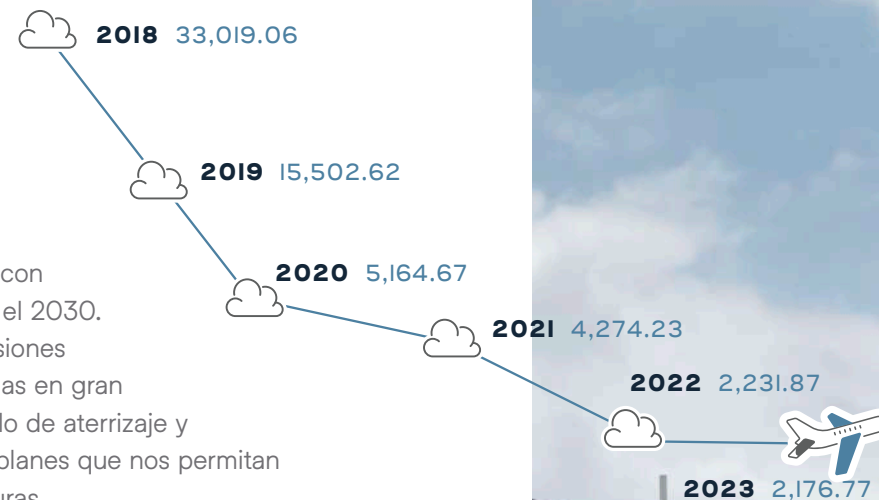 2018 33,019.06
2019 15,502.62
2020 5,164.67
2021 4,274.23
2022 2,231.87
2023 2,176.77
con
el 2030.
siones
as en gran
lo de aterrizaje y
planes que nos permitan
uras